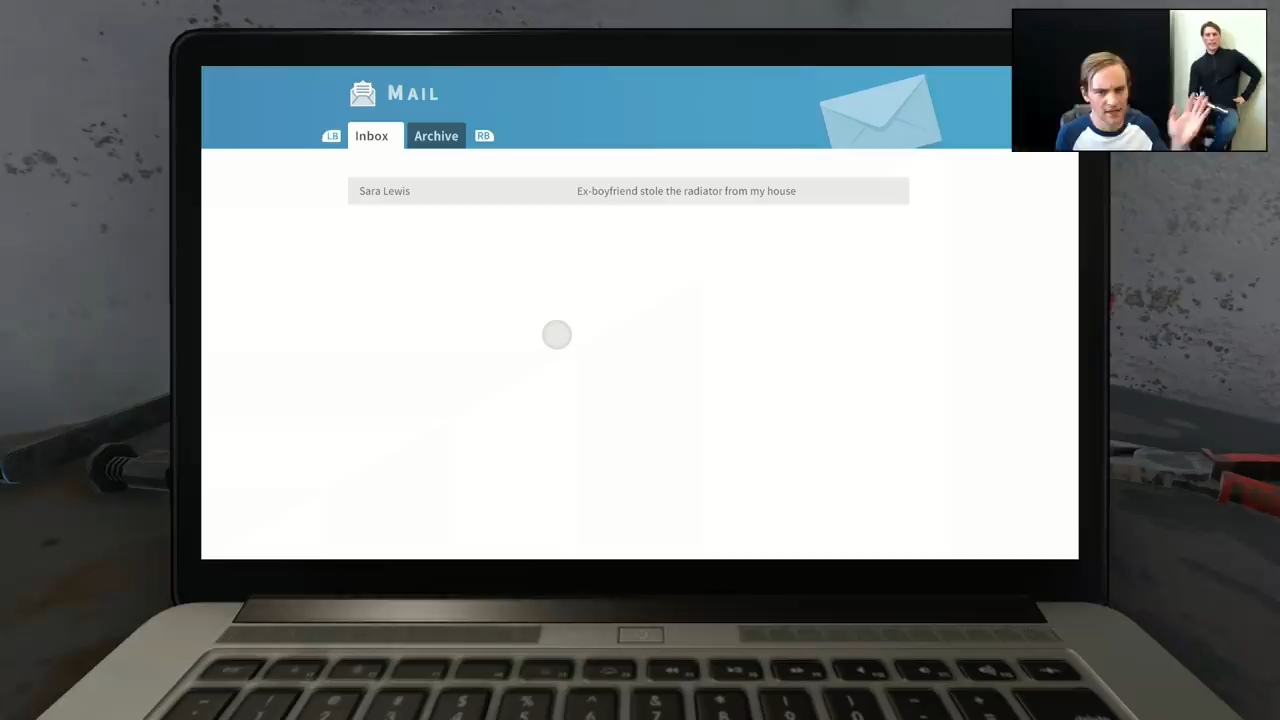 MAIL
LB Inbox Archive RB
Sara Lewis Ex-boyfriend stole the radiator from my house